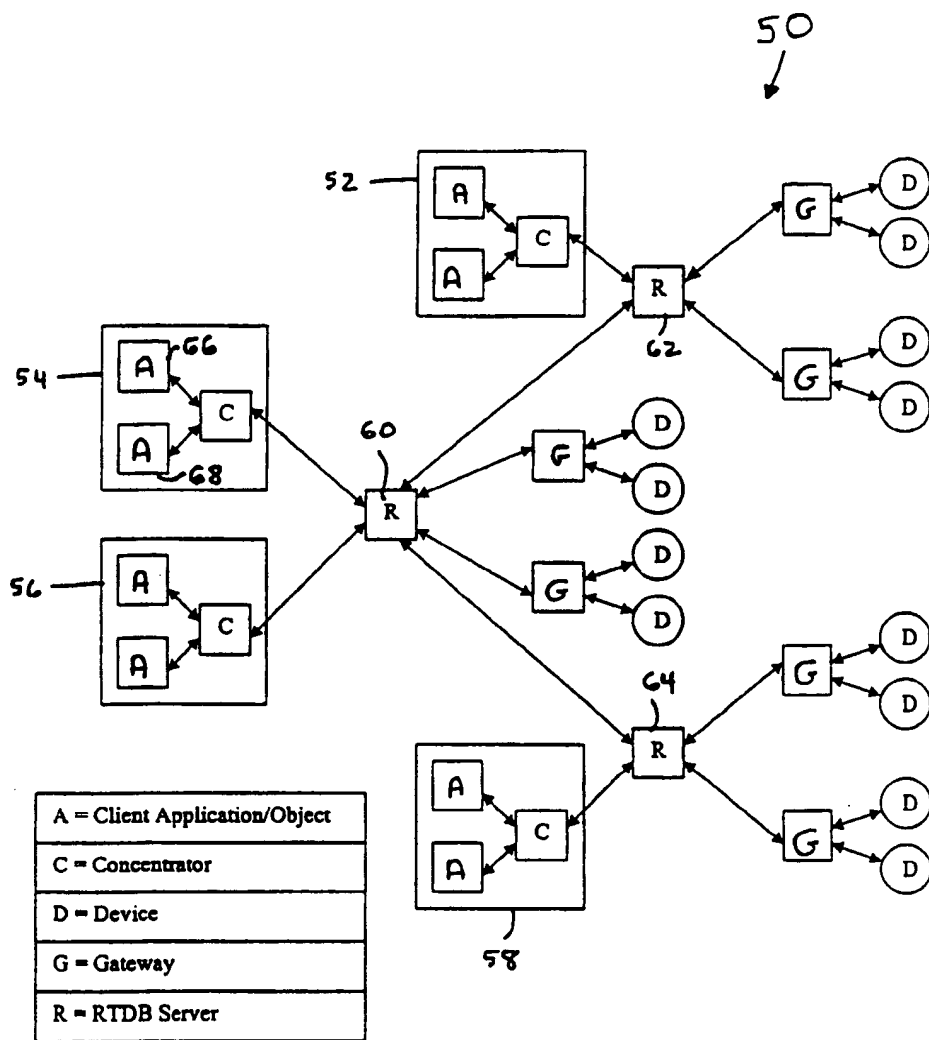 50
52
A
A
C
R
62
G
D
D
G
D
D
54
A
66
A
68
C
60
R
G
D
D
G
D
D
56
A
A
C
64
R
G
D
D
G
D
D
A
A
C
58
A = Client Application/Object
C = Concentrator
D = Device
G = Gateway
R = RTDB Server